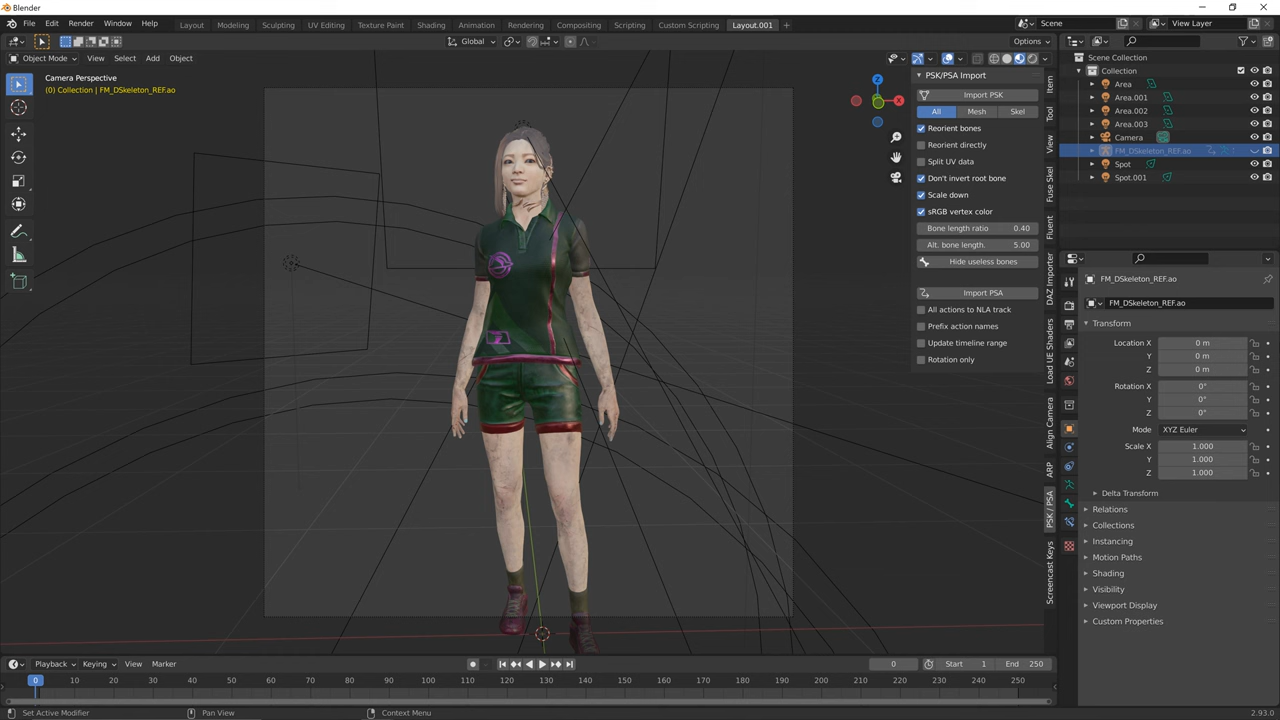 Blender
File Edit Render Window Help Layout Modeling Sculpting UV Editing Texture Paint Shading Animation Rendering Compositing Scripting Custom Scripting Layout.001 + Scene View Layer
Global Options
Object Mode View Select Add Object
Camera Perspective
(0) Collection | FM_DSkeleton_REF.ao
Z
X
PSK/PSA Import
Import PSK
All Mesh Skel
Reorient bones
Reorient directly
Split UV data
Don't invert root bone
Scale down
sRGB vertex color
Bone length ratio 0.40
Alt. bone length. 5.00
Hide useless bones
Import PSA
All actions to NLA track
Prefix action names
Update timeline range
Rotation only
Item
Tool
View
Fuse Skel
Fluent
DAZ Importer
Load UE Shaders
Align Camera
ARP
PSK / PSA
Screencast Keys
Scene Collection
Collection
Area
Area.001
Area.002
Area.003
Camera
FM_DSkeleton_REF.ao
Spot
Spot.001
FM_DSkeleton_REF.ao
FM_DSkeleton_REF.ao
Transform
Location X 0 m
Y 0 m
Z 0 m
Rotation X 0°
Y 0°
Z 0°
Mode XYZ Euler
Scale X 1.000
Y 1.000
Z 1.000
Delta Transform
Relations
Collections
Instancing
Motion Paths
Shading
Visibility
Viewport Display
Custom Properties
Playback Keying View Marker 0 Start 1 End 250
0 10 20 30 40 50 60 70 80 90 100 110 120 130 140 150 160 170 180 190 200 210 220 230 240 250
Set Active Modifier Pan View Context Menu 2.93.0